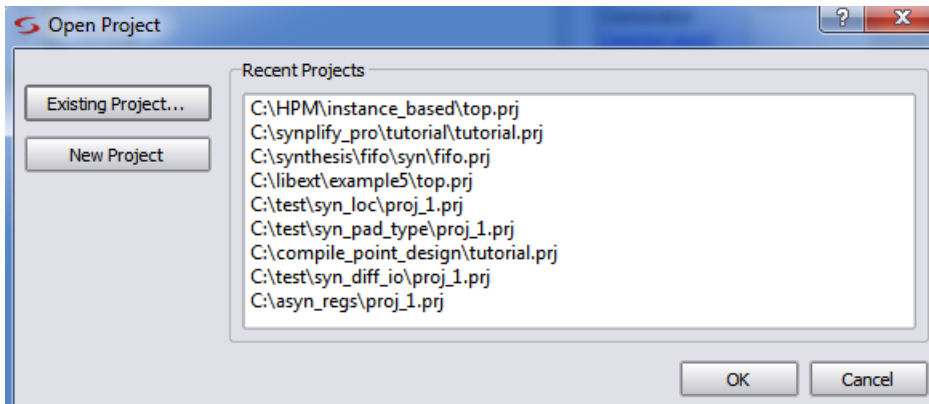 Open Project
?
X
Recent Projects
Existing Project...
New Project
C:\HPM\instance_based\top.prj
C:\synplify_pro\tutorial\tutorial.prj
C:\synthesis\fifo\syn\fifo.prj
C:\libext\example5\top.prj
C:\test\syn_loc\proj_1.prj
C:\test\syn_pad_type\proj_1.prj
C:\compile_point_design\tutorial.prj
C:\test\syn_diff_io\proj_1.prj
C:\asyn_regs\proj_1.prj
OK
Cancel